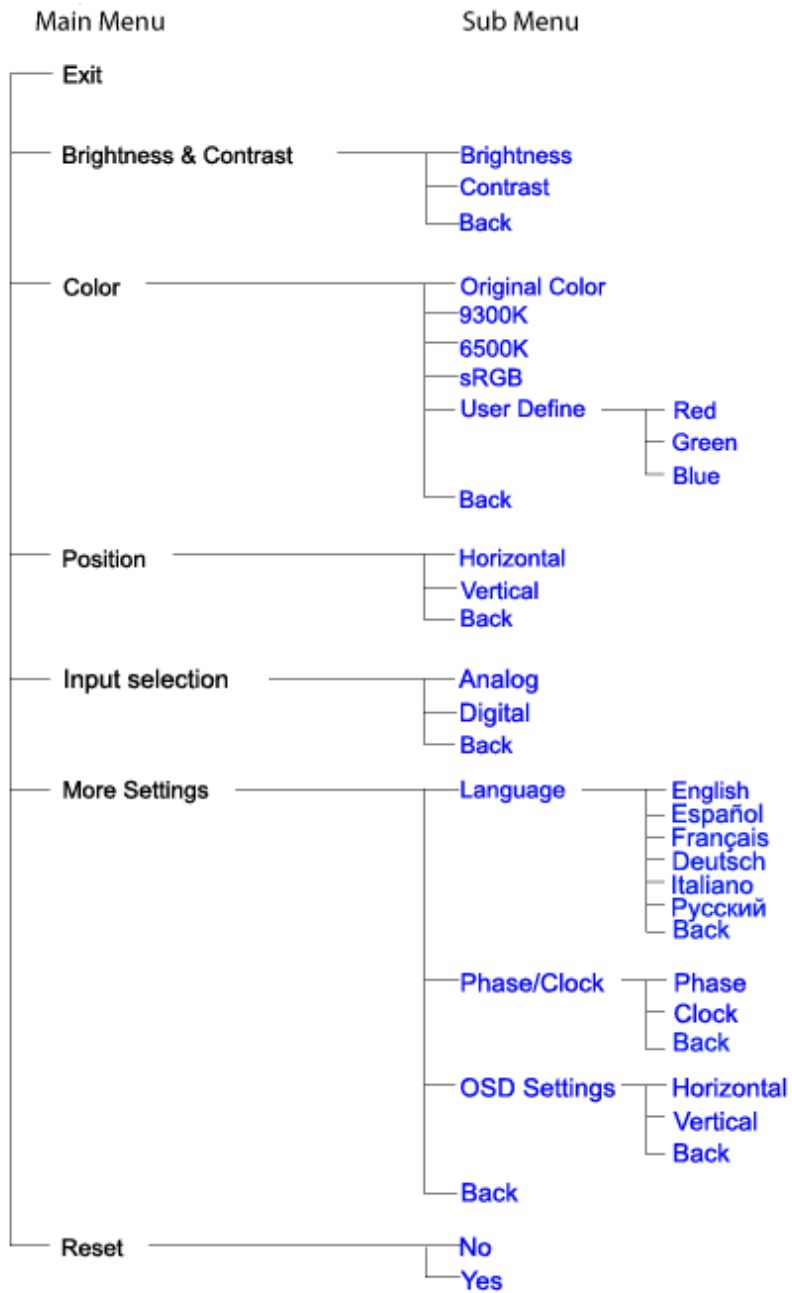 Main Menu Sub Menu
Exit
Brightness & Contrast Brightness
Contrast
Back
Color Original Color
9300K
6500K
sRGB
User Define Red
Green
Blue
Back
Position Horizontal
Vertical
Back
Input selection Analog
Digital
Back
More Settings Language English
Español
Français
Deutsch
Italiano
Русский
Back
Phase/Clock Phase
Clock
Back
OSD Settings Horizontal
Vertical
Back
Back
Reset No
Yes